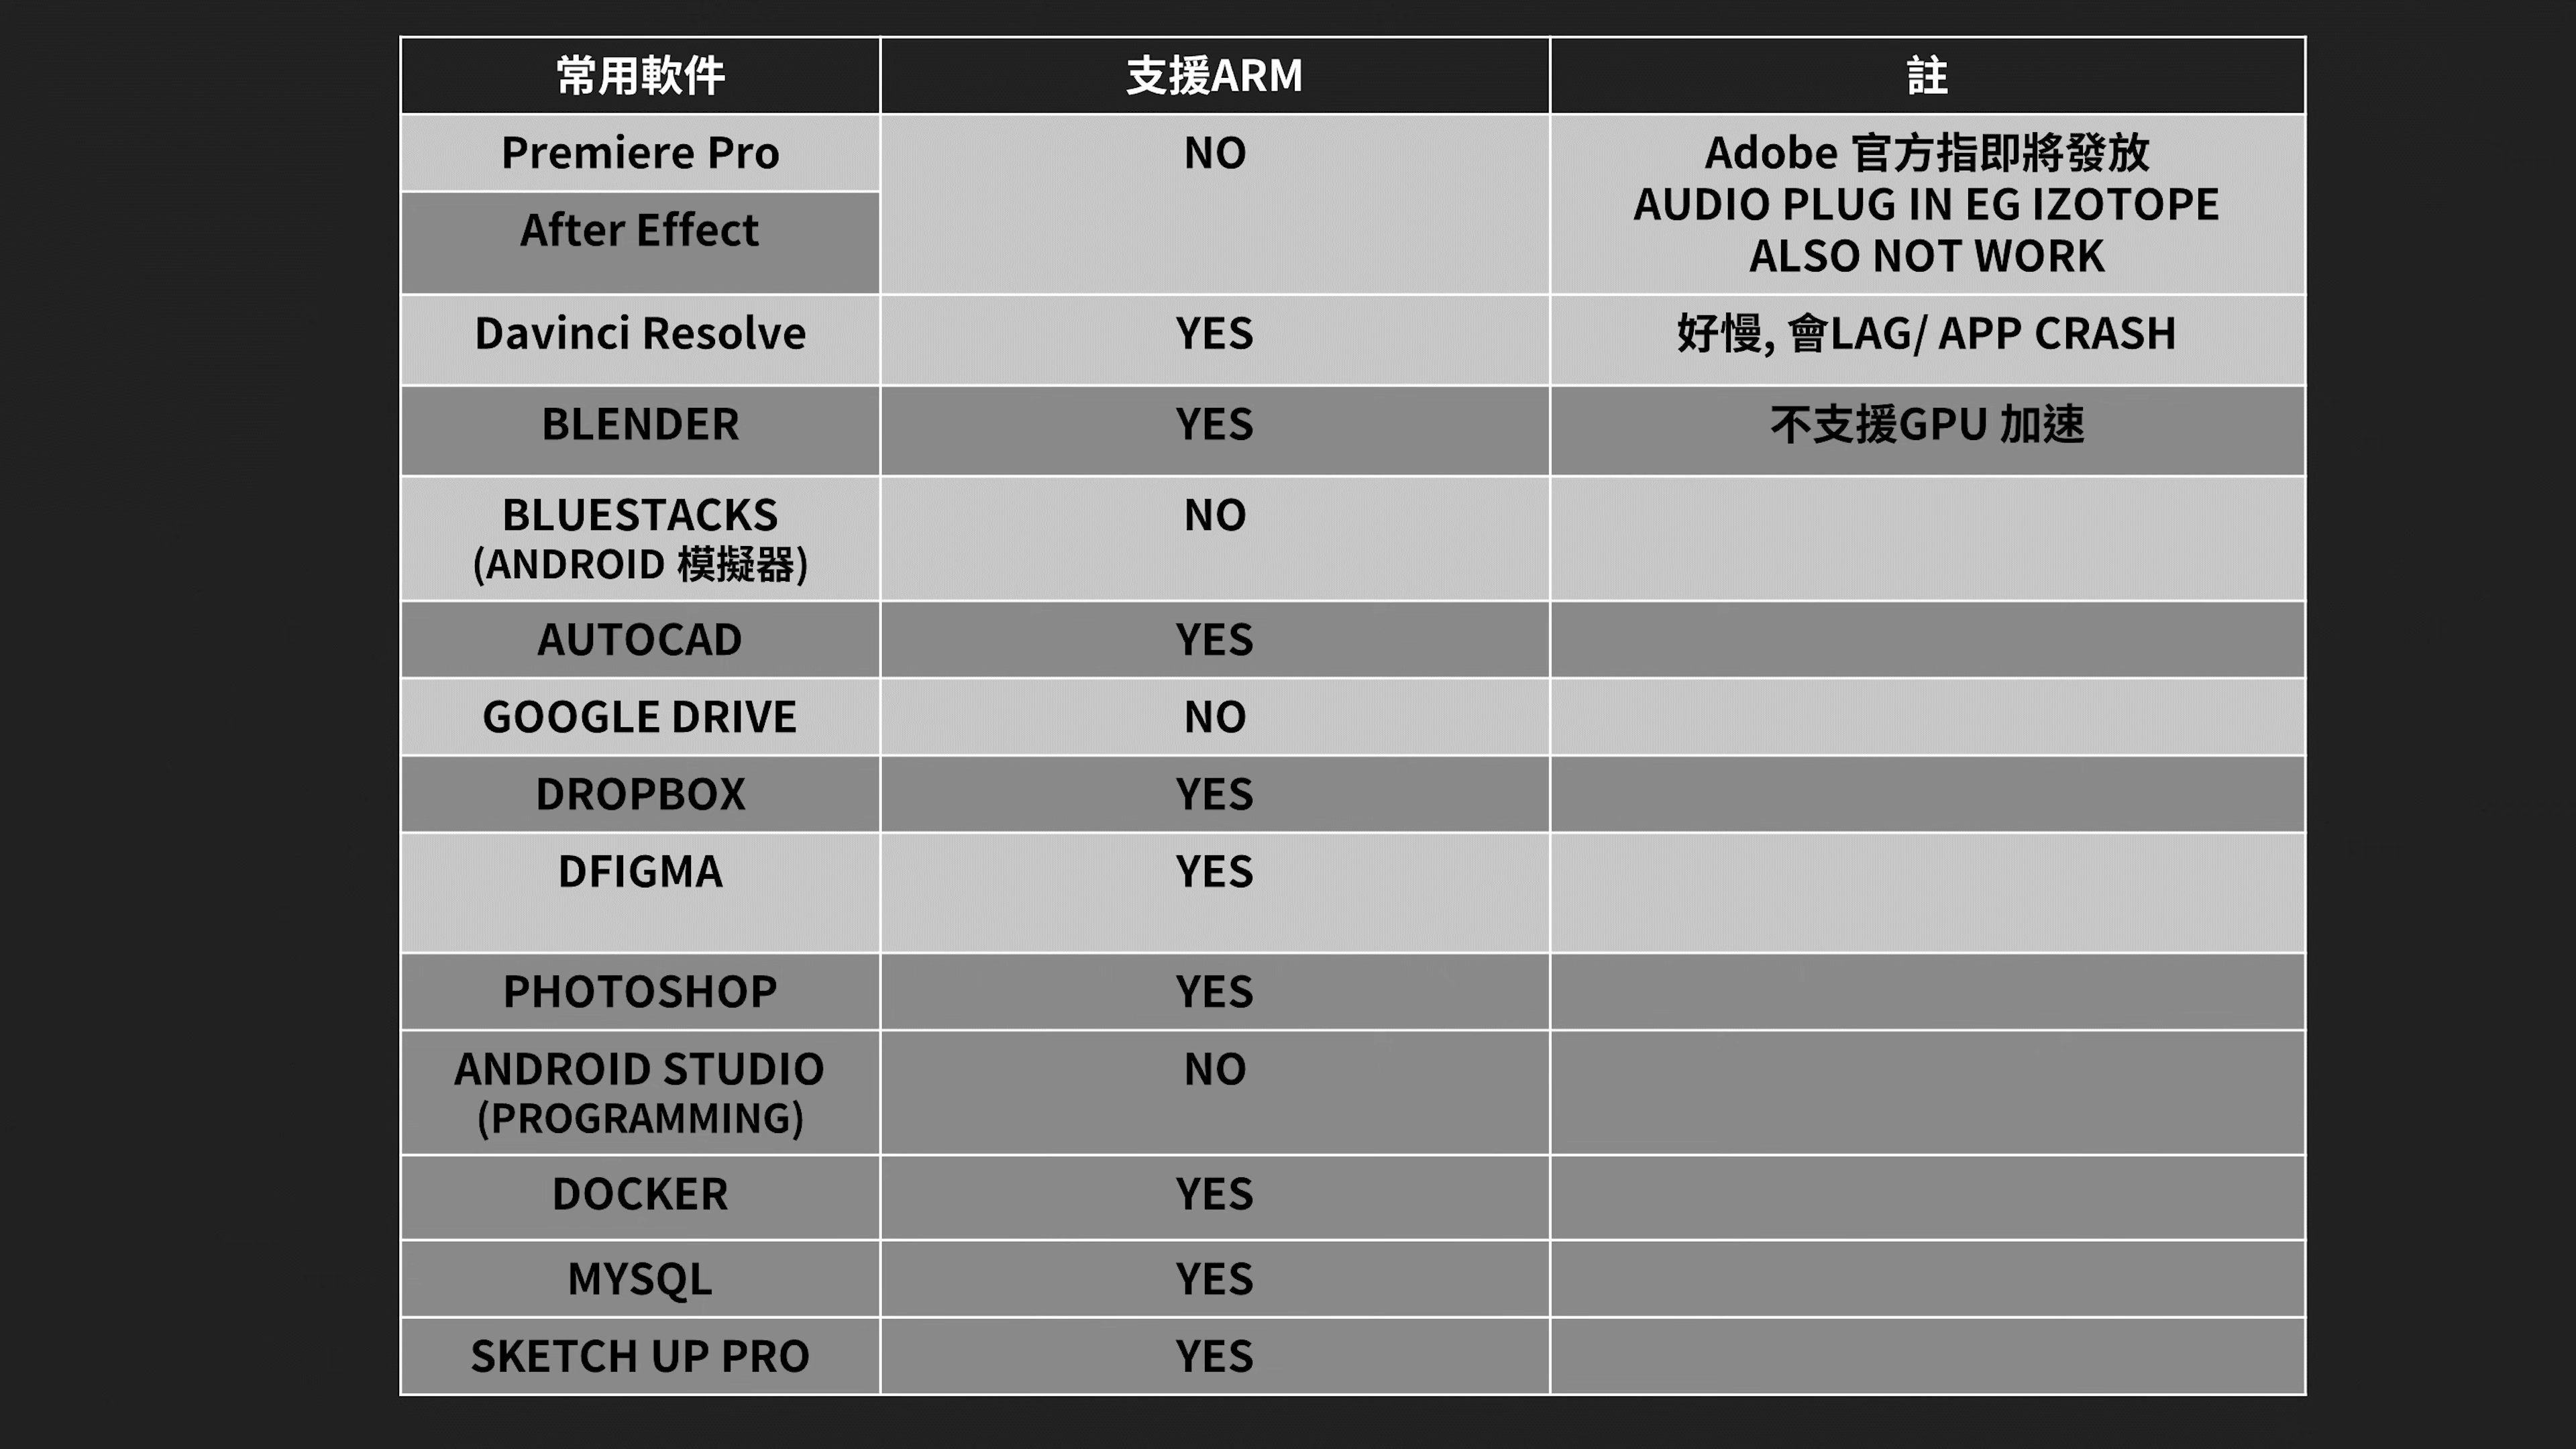 常用軟件 支援ARM 註
Premiere Pro NO Adobe 官方指即將發放
AUDIO PLUG IN EG IZOTOPE
After Effect
ALSO NOT WORK
Davinci Resolve YES 好慢, 會LAG/ APP CRASH
BLENDER YES 不支援GPU 加速
BLUESTACKS NO
(ANDROID 模擬器)
AUTOCAD YES
GOOGLE DRIVE NO
DROPBOX YES
DFIGMA YES
PHOTOSHOP YES
ANDROID STUDIO NO
(PROGRAMMING)
DOCKER YES
MYSQL YES
SKETCH UP PRO YES